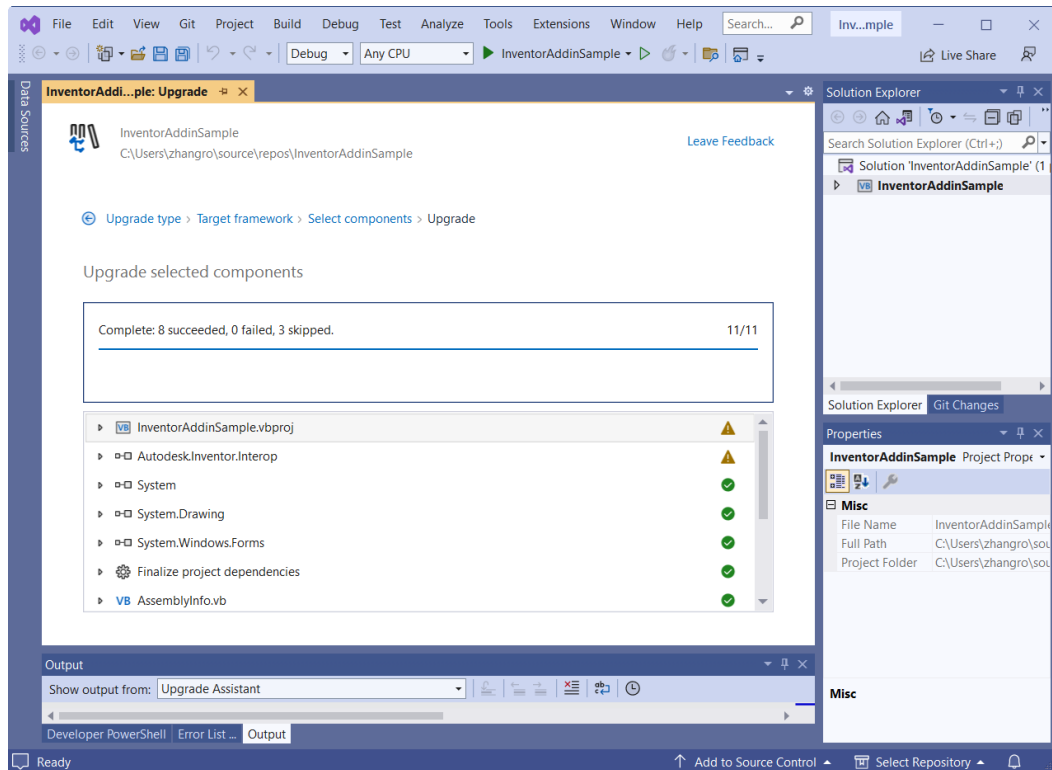 File Edit View Git Project Build Debug Test Analyze Tools Extensions Window Help Search... Inv...mple
Debug Any CPU InventorAddinSample Live Share
Data Sources
InventorAddi...ple: Upgrade
InventorAddinSample
C:\Users\zhangro\source\repos\InventorAddinSample
Leave Feedback
Upgrade type > Target framework > Select components > Upgrade
Upgrade selected components
Complete: 8 succeeded, 0 failed, 3 skipped. 11/11
VB InventorAddinSample.vbproj
Autodesk.Inventor.Interop
System
System.Drawing
System.Windows.Forms
Finalize project dependencies
VB AssemblyInfo.vb
Output
Show output from: Upgrade Assistant
Developer PowerShell Error List ... Output
Solution Explorer
Search Solution Explorer (Ctrl+;)
Solution 'InventorAddinSample' (1
VB InventorAddinSample
Solution Explorer Git Changes
Properties
InventorAddinSample Project Prope
Misc
File Name InventorAddinSample
Full Path C:\Users\zhangro\sou
Project Folder C:\Users\zhangro\sou
Misc
Ready Add to Source Control Select Repository